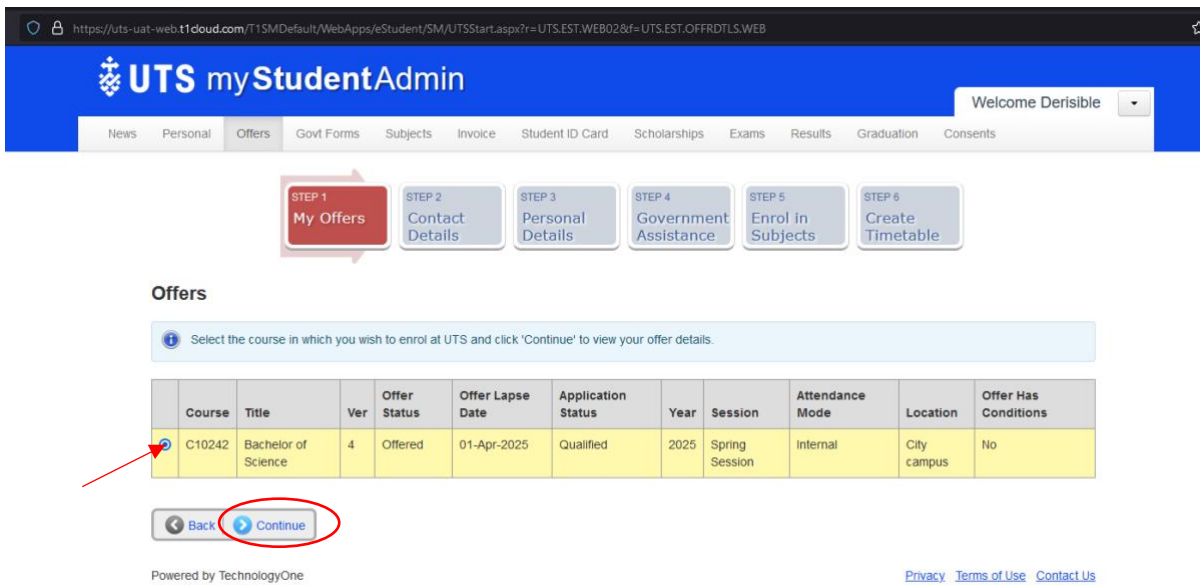 https://uts-uat-web.t1cloud.com/T1SMDefault/WebApps/eStudent/SM/UTSStart.aspx?r=UTS.EST.WEB02&f=UTS.EST.OFFRDTLS.WEB
UTS myStudentAdmin
Welcome Derisible
News Personal Offers Govt Forms Subjects Invoice Student ID Card Scholarships Exams Results Graduation Consents
STEP 1
My Offers
STEP 2
Contact
Details
STEP 3
Personal
Details
STEP 4
Government
Assistance
STEP 5
Enrol in
Subjects
STEP 6
Create
Timetable
Offers
Select the course in which you wish to enrol at UTS and click 'Continue' to view your offer details.
Course Title Ver Offer Status Offer Lapse Date Application Status Year Session Attendance Mode Location Offer Has Conditions
C10242 Bachelor of Science 4 Offered 01-Apr-2025 Qualified 2025 Spring Session Internal City campus No
Back Continue
Powered by TechnologyOne Privacy Terms of Use Contact Us